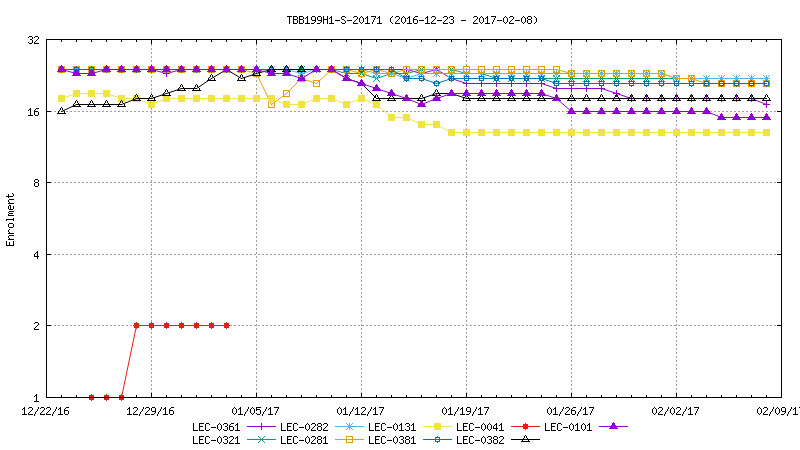 TBB199H1-S-20171 (2016-12-23 - 2017-02-08)
32
16
8
4
2
1
Enrolment
12/22/16 12/29/16 01/05/17 01/12/17 01/19/17 01/26/17 02/02/17 02/09/1
LEC-0361 LEC-0282 LEC-0131 LEC-0041 LEC-0101
LEC-0321 LEC-0281 LEC-0381 LEC-0382